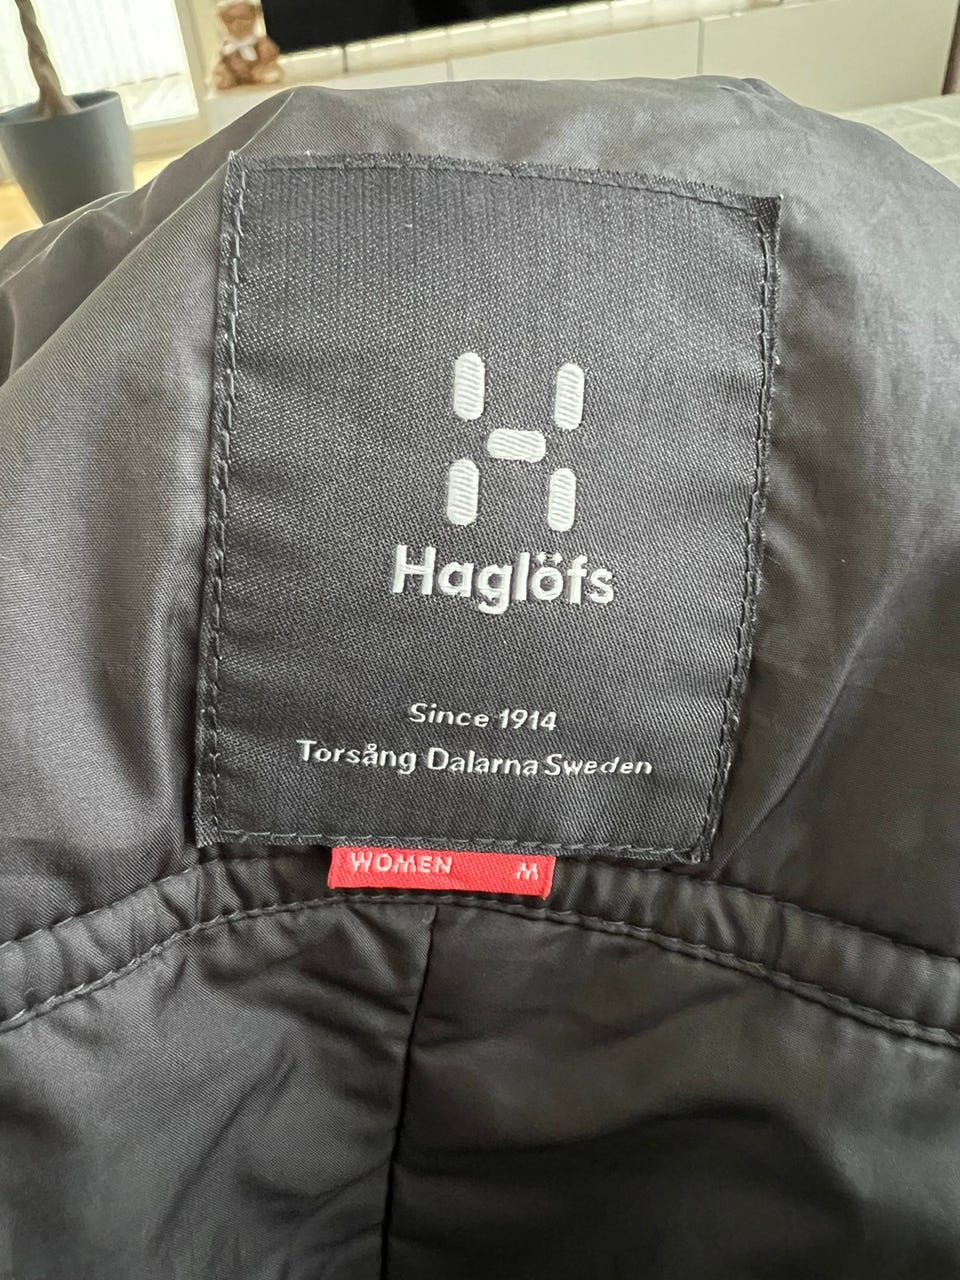 Haglöfs
Since 1914
Torsång Dalarna Sweden
WOMEN M